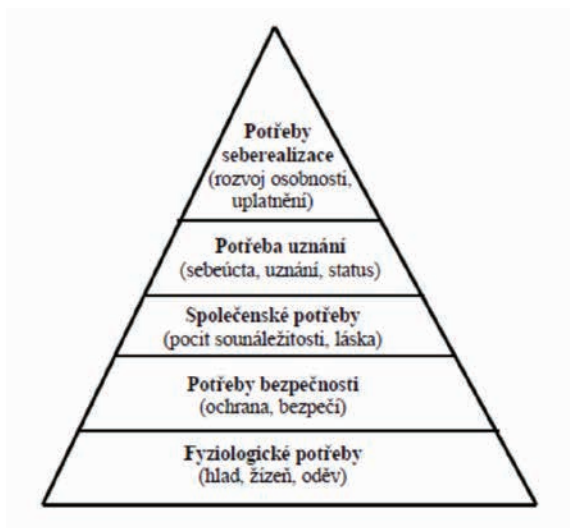 Potřeby
seberealizace
(rozvoj osobnosti,
uplatnění)
Potřeba uznání
(sebeúcta, uznání, status)
Společenské potřeby
(pocit sounáležitosti, láska)
Potřeby bezpečnosti
(ochrana, bezpečí)
Fyziologické potřeby
(hlad, žízeň, oděv)